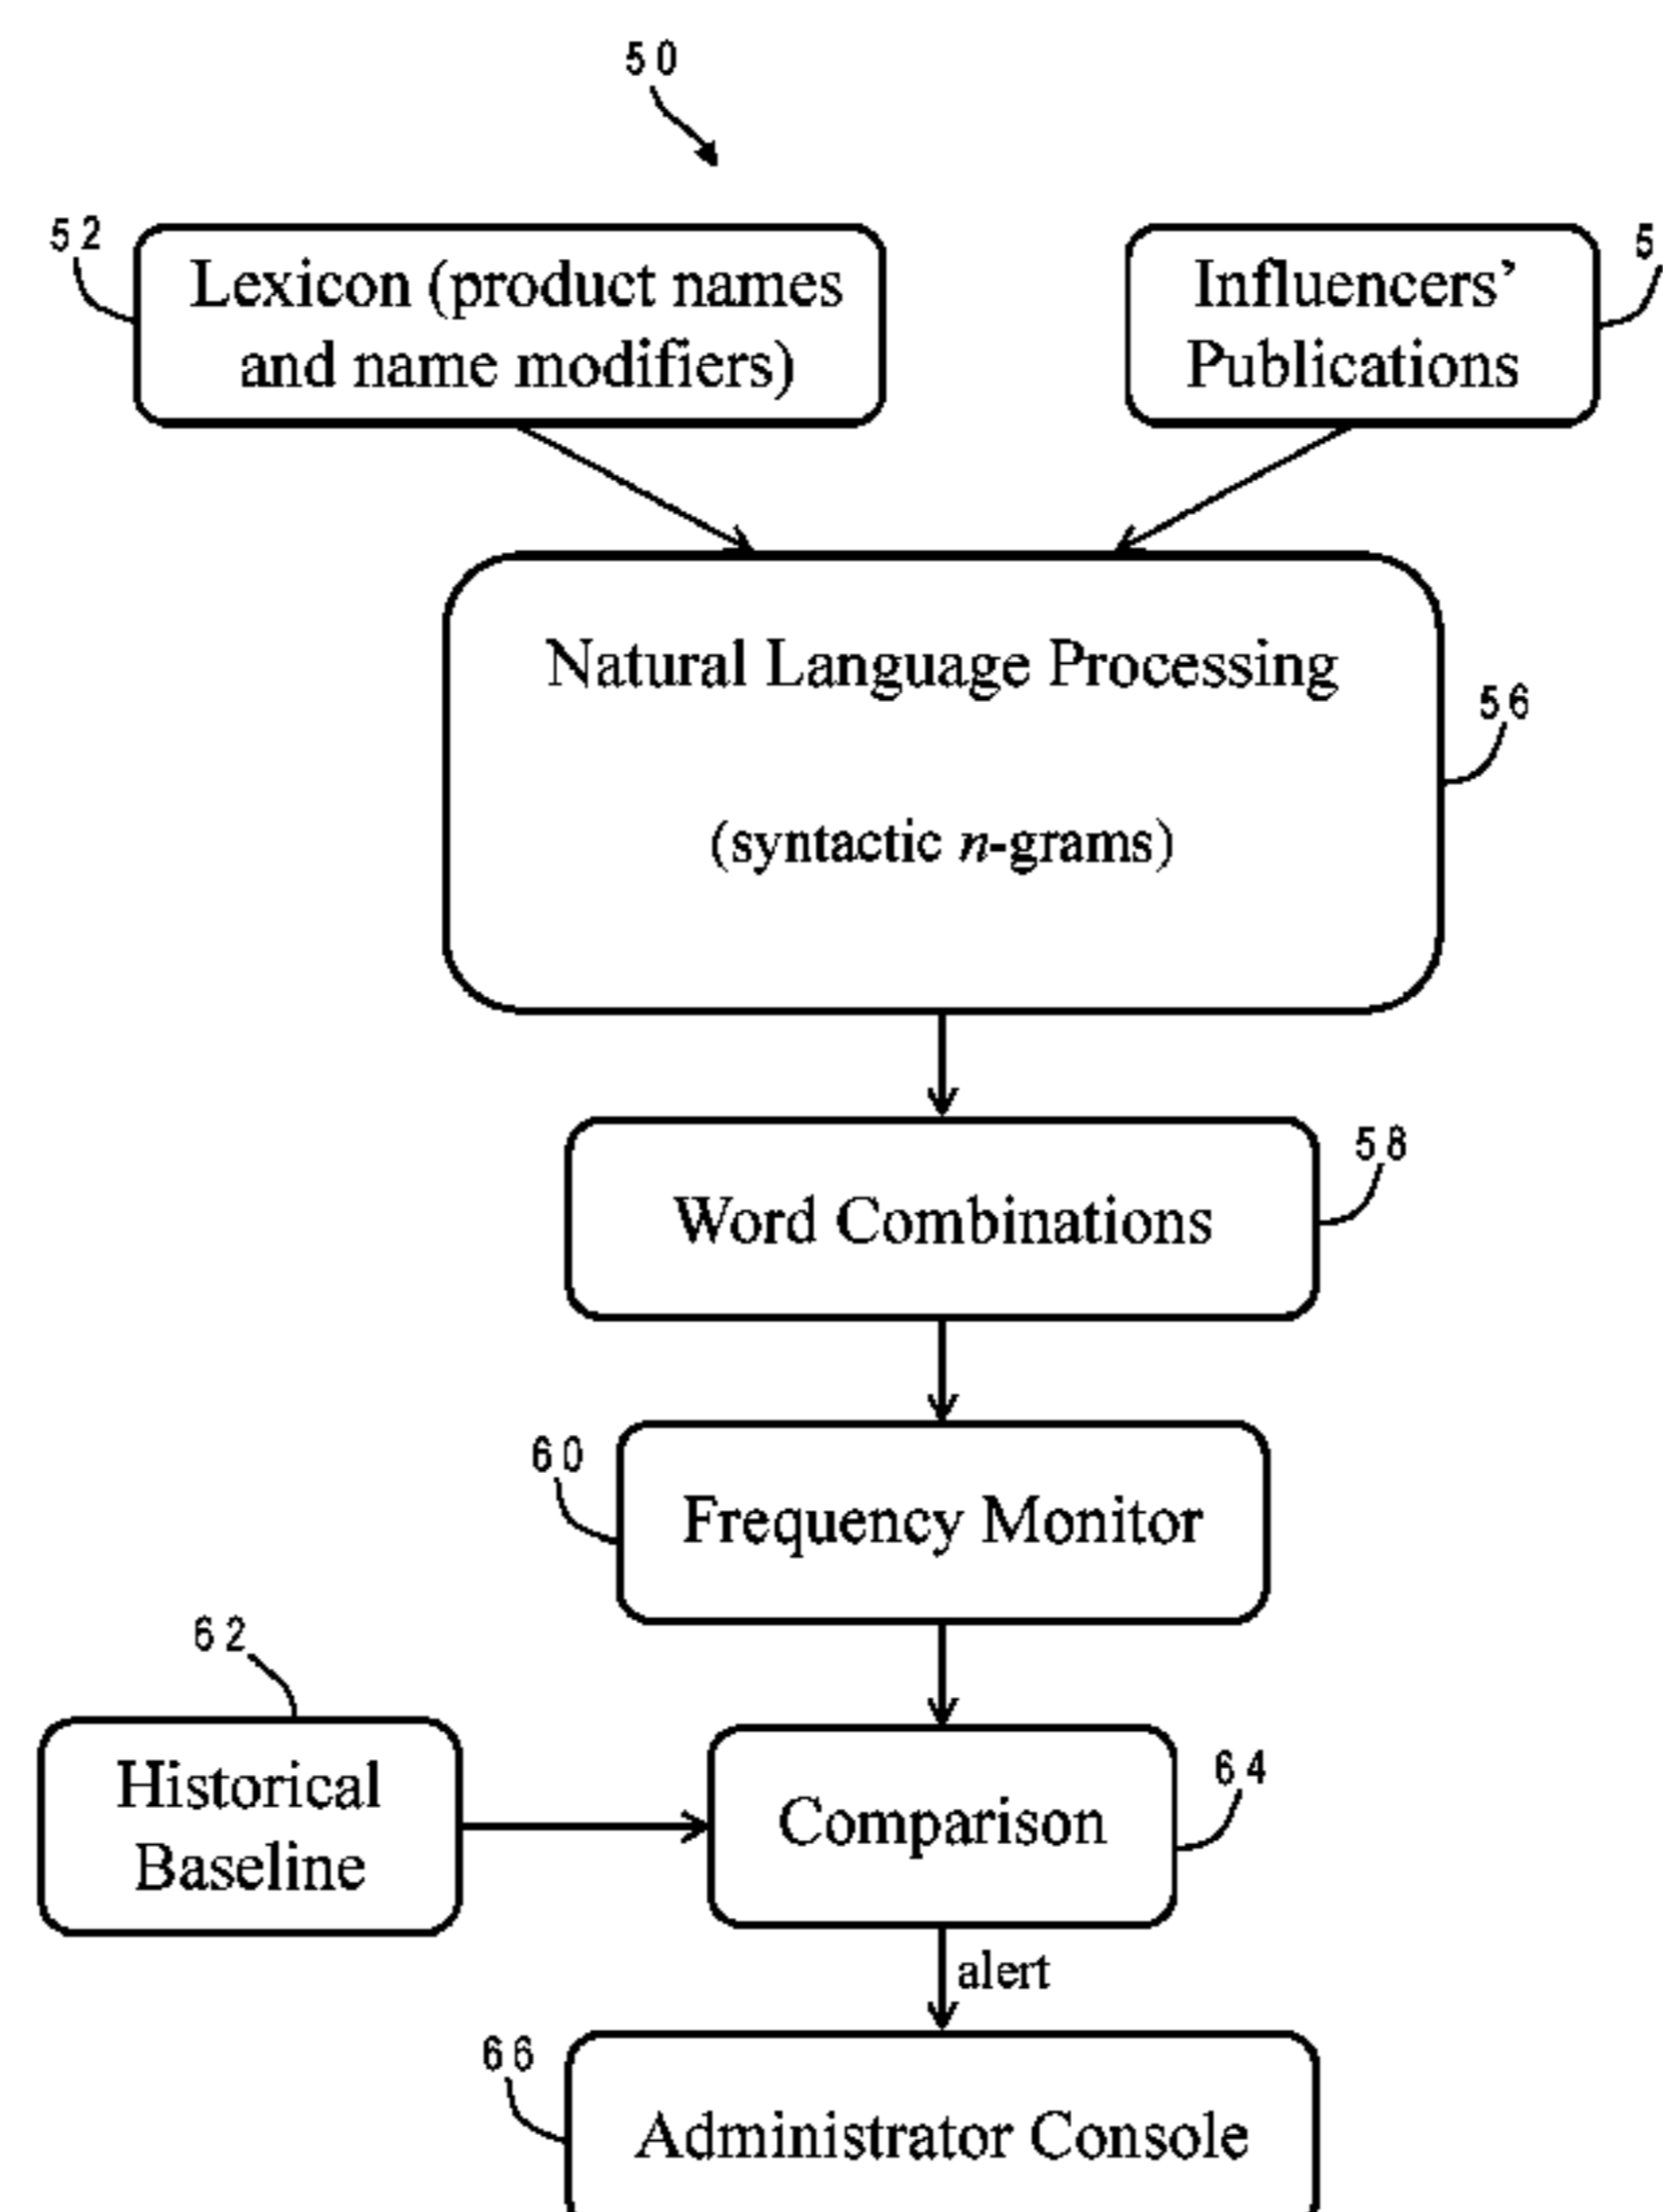 50
52
Lexicon (product names
and name modifiers)
Influencers’
Publications
5
Natural Language Processing
(syntactic n-grams)
56
Word Combinations
58
60
Frequency Monitor
62
Historical
Baseline
Comparison
64
alert
66
Administrator Console